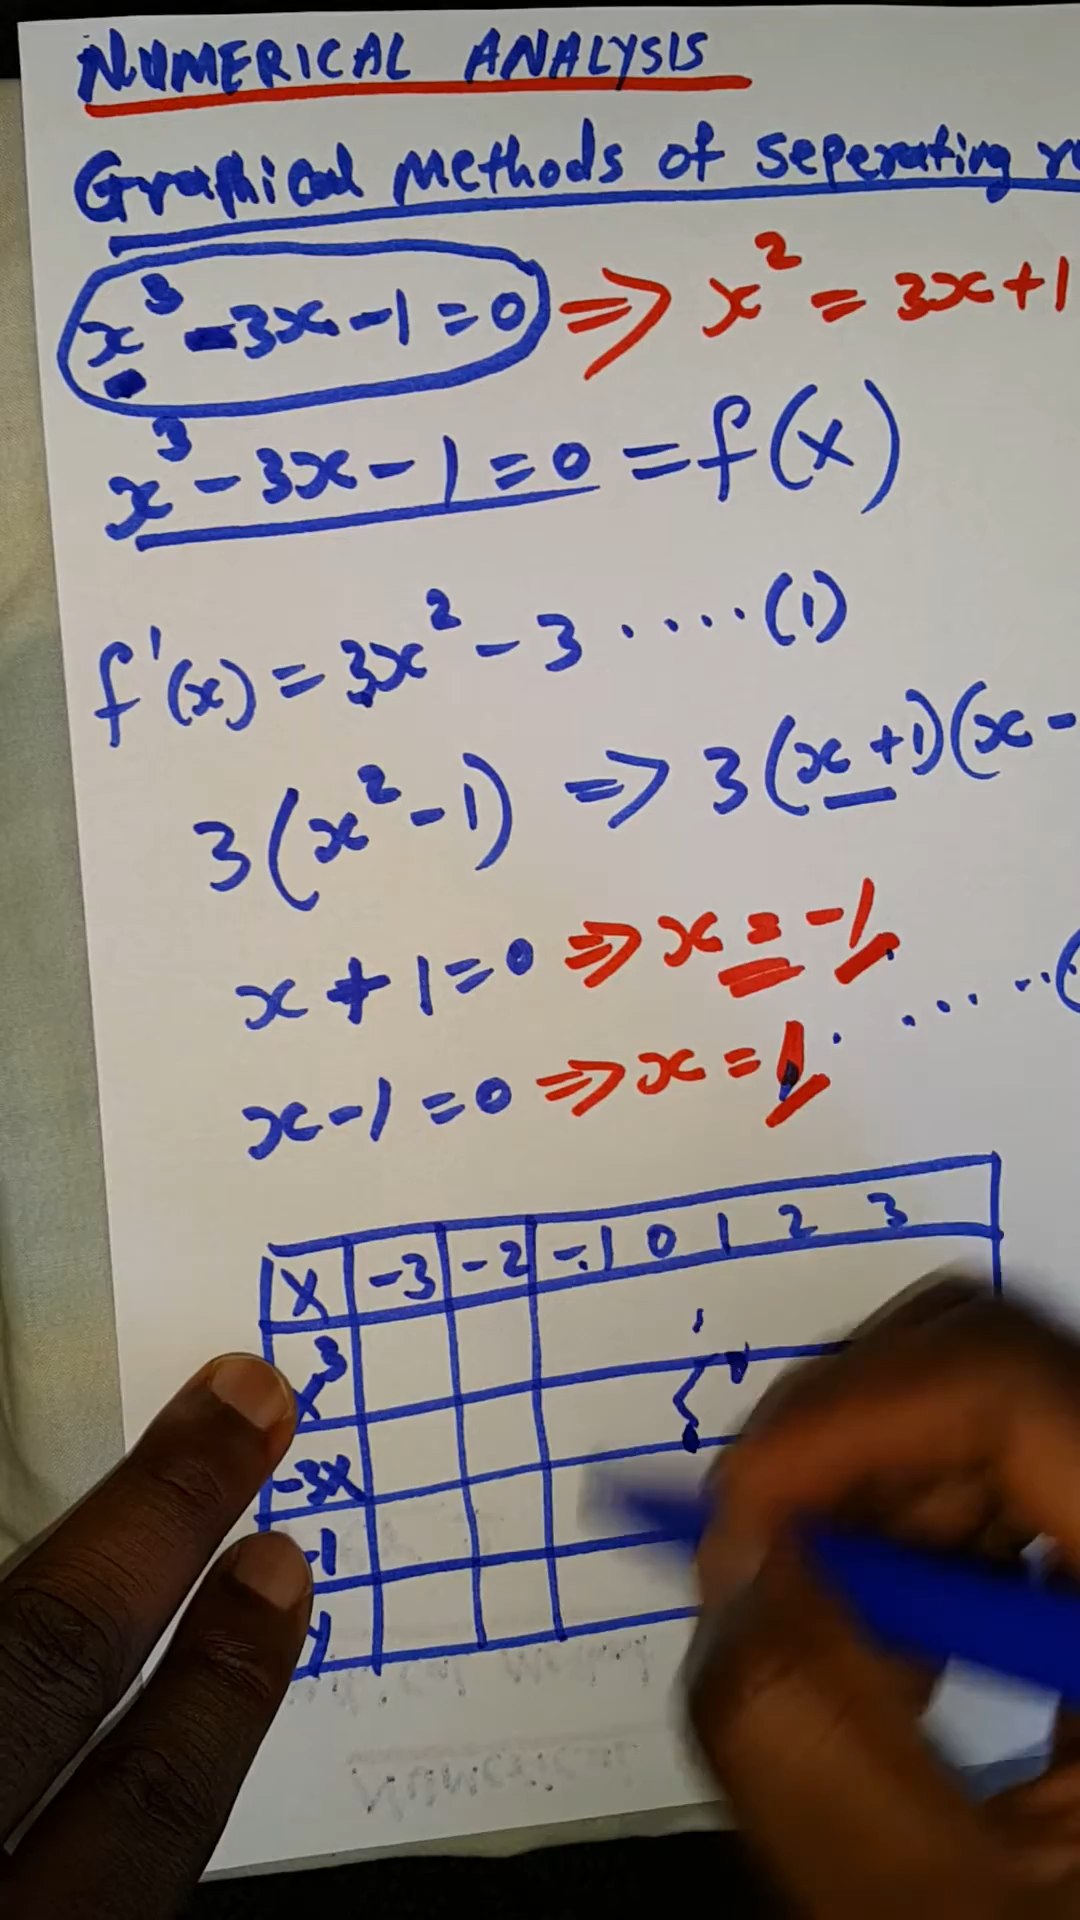 NUMERICAL ANALYSIS
Graphical methods of seperating
x³ - 3x - 1 = 0 ⇒ x² = 3x + 1
x³ - 3x - 1 = 0 = f(x)
f'(x) = 3x² - 3 ....(1)
3(x² - 1) ⇒ 3(x + 1)(x -
x + 1 = 0 ⇒ x = -1
x - 1 = 0 ⇒ x = 1 . ....
X -3 -2 -1 0 1 2 3
x³
-3x
-1
y